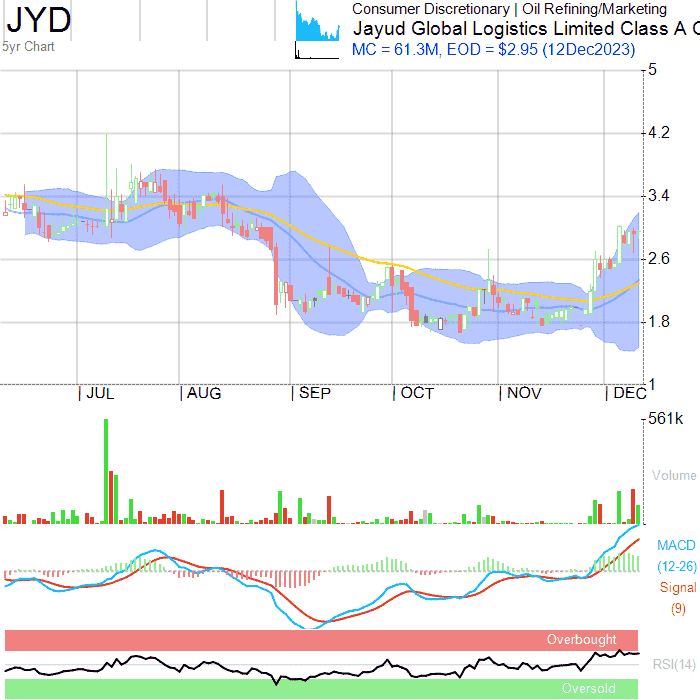 JYD
5yr Chart
Consumer Discretionary | Oil Refining/Marketing
Jayud Global Logistics Limited Class A O
MC = 61.3M, EOD = $2.95 (12Dec2023)
5
4.2
3.4
2.6
1.8
1
JUL AUG SEP OCT NOV DEC
561k
Volume
MACD
(12-26)
Signal
(9)
Overbought
RSI(14)
Oversold